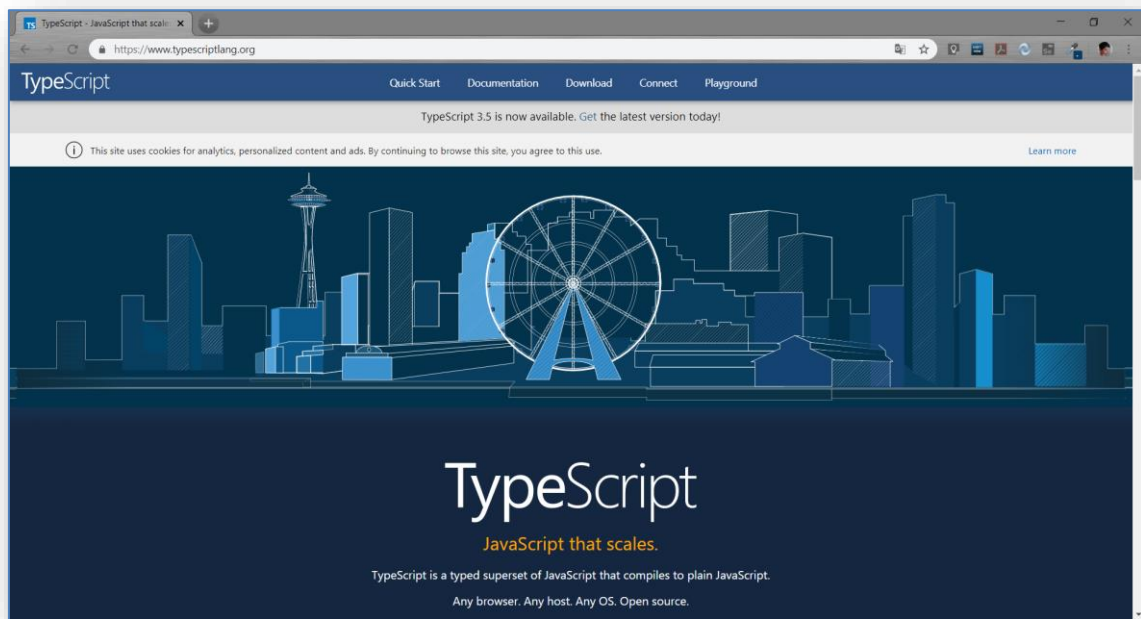 TS TypeScript - JavaScript that scale
https://www.typescriptlang.org
TypeScript
Quick Start Documentation Download Connect Playground
TypeScript 3.5 is now available. Get the latest version today!
This site uses cookies for analytics, personalized content and ads. By continuing to browse this site, you agree to this use. Learn more
TypeScript
JavaScript that scales.
TypeScript is a typed superset of JavaScript that compiles to plain JavaScript.
Any browser. Any host. Any OS. Open source.